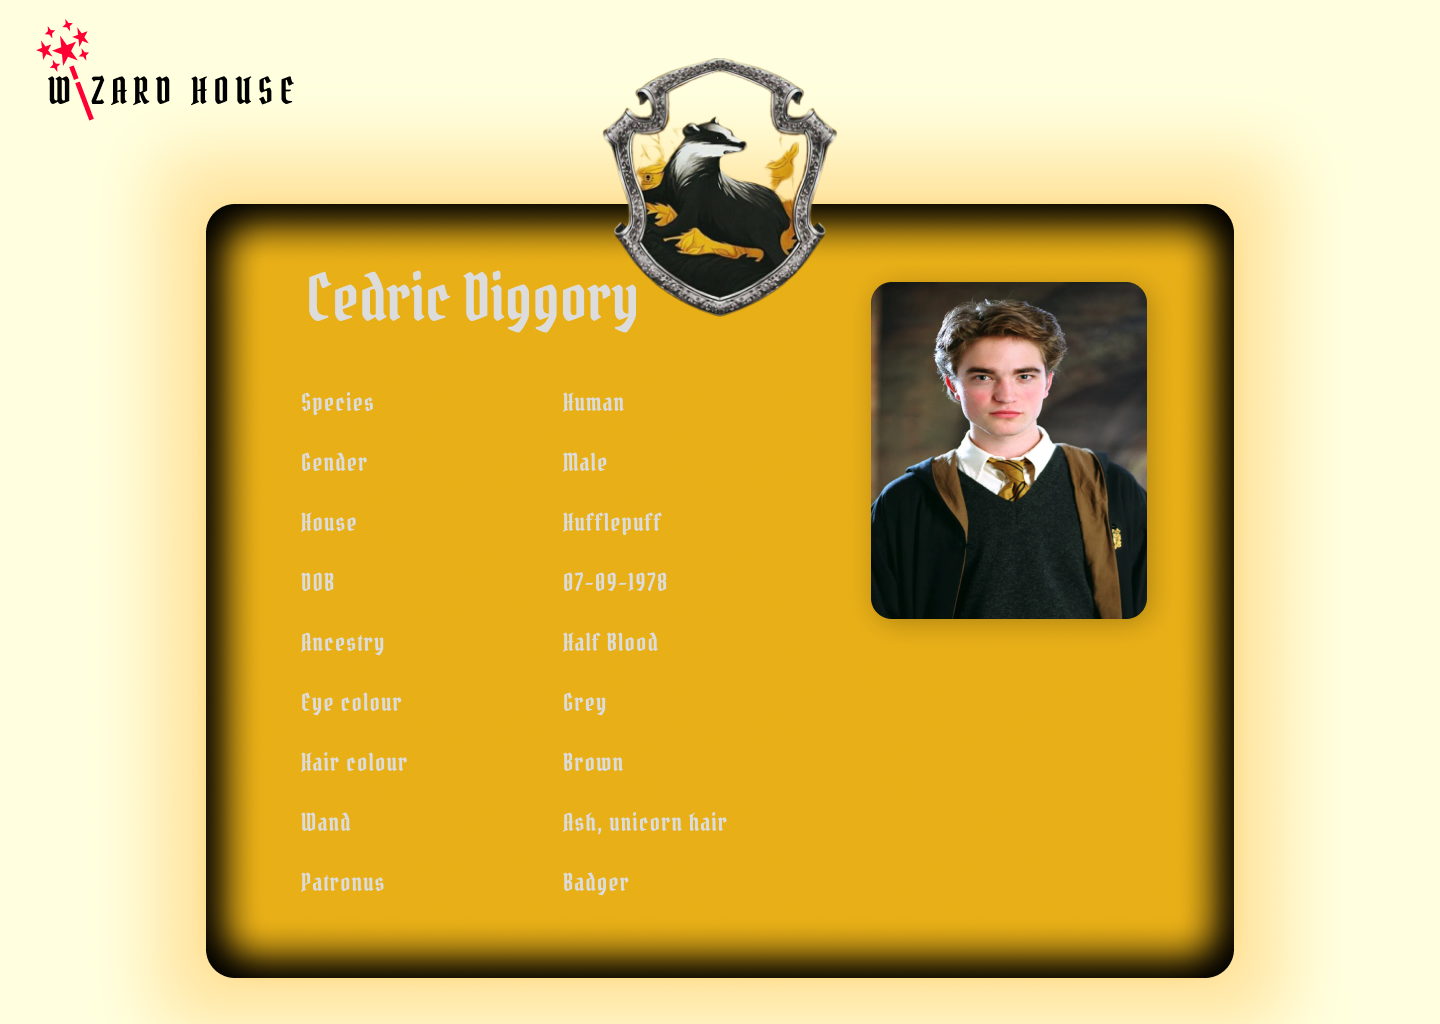 WIZARD HOUSE
Cedric Diggory
Species Human
Gender Male
House Hufflepuff
DOB 07-09-1978
Ancestry Half Blood
Eye colour Grey
Hair colour Brown
Wand Ash, unicorn hair
Patronus Badger